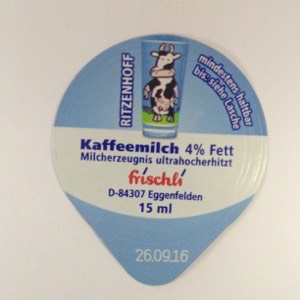 RITZENHOFF
mindestens haltbar
bis, siehe Lasche
Kaffeemilch 4% Fett
Milcherzeugnis ultrahocherhitzt
frischli
D-84307 Eggenfelden
15 ml
26.09.16